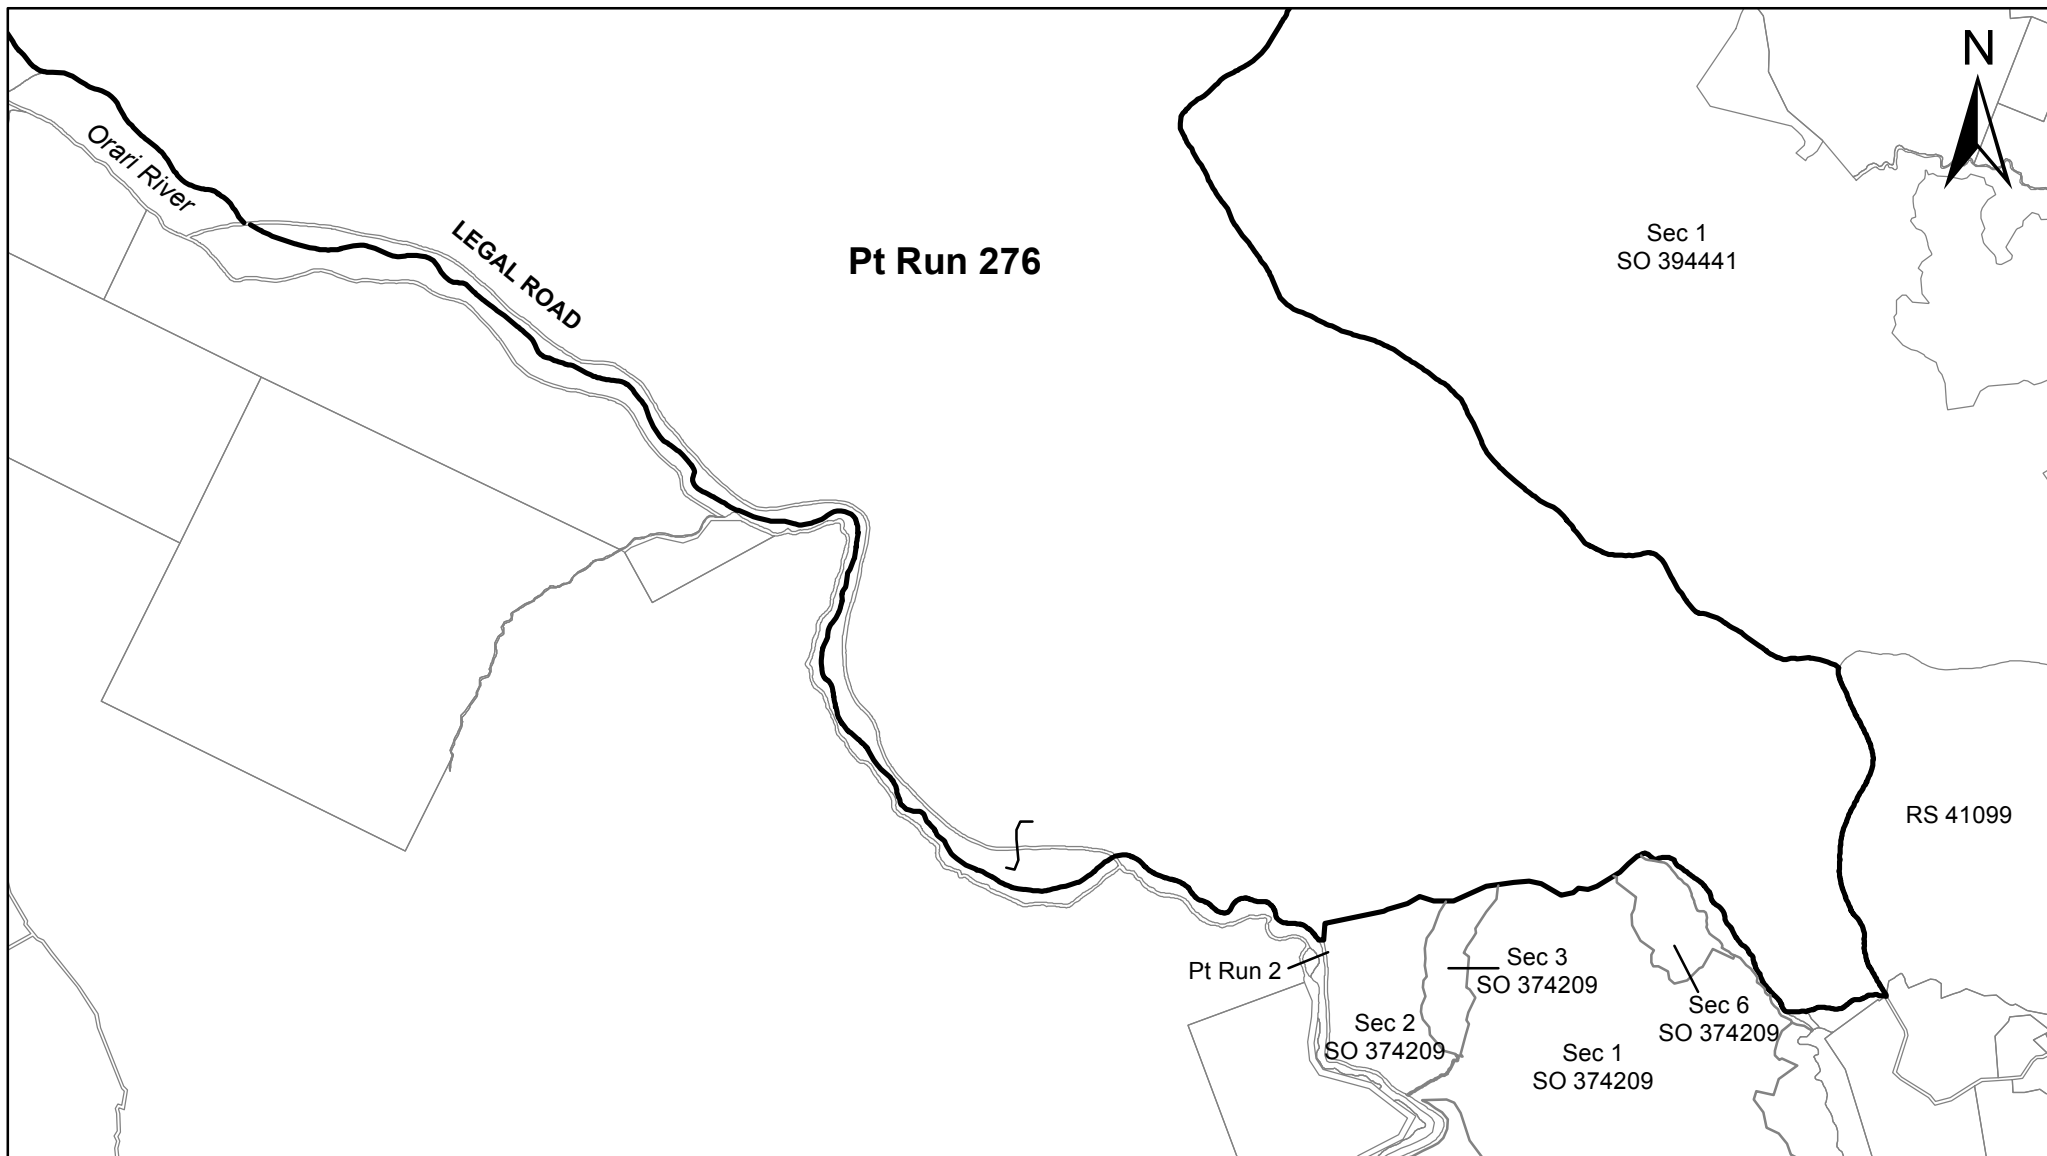 N
Orari River
LEGAL ROAD
Pt Run 276
Sec 1
SO 394441
RS 41099
Pt Run 2
Sec 3
SO 374209
Sec 6
SO 374209
Sec 2
SO 374209
Sec 1
SO 374209